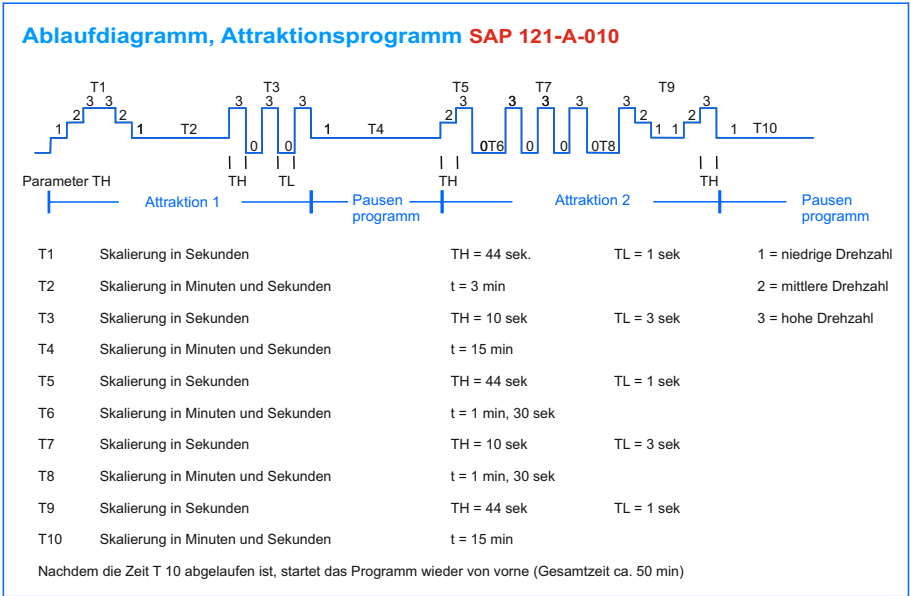 Ablaufdiagramm, Attraktionsprogramm SAP 121-A-010
T1 T3 T5 T7 T9
1 2 3 3 2 1 T2 3 0 3 0 3 1 T4 2 3 0T6 3 0 3 0 3 0T8 3 2 1 1 2 3 1 T10
Parameter TH TH TL TH TH
Attraktion 1 Pausen programm Attraktion 2 Pausen programm
T1 Skalierung in Sekunden TH = 44 sek. TL = 1 sek 1 = niedrige Drehzahl
T2 Skalierung in Minuten und Sekunden t = 3 min 2 = mittlere Drehzahl
T3 Skalierung in Sekunden TH = 10 sek TL = 3 sek 3 = hohe Drehzahl
T4 Skalierung in Minuten und Sekunden t = 15 min
T5 Skalierung in Sekunden TH = 44 sek TL = 1 sek
T6 Skalierung in Minuten und Sekunden t = 1 min, 30 sek
T7 Skalierung in Sekunden TH = 10 sek TL = 3 sek
T8 Skalierung in Minuten und Sekunden t = 1 min, 30 sek
T9 Skalierung in Sekunden TH = 44 sek TL = 1 sek
T10 Skalierung in Minuten und Sekunden t = 15 min
Nachdem die Zeit T 10 abgelaufen ist, startet das Programm wieder von vorne (Gesamtzeit ca. 50 min)